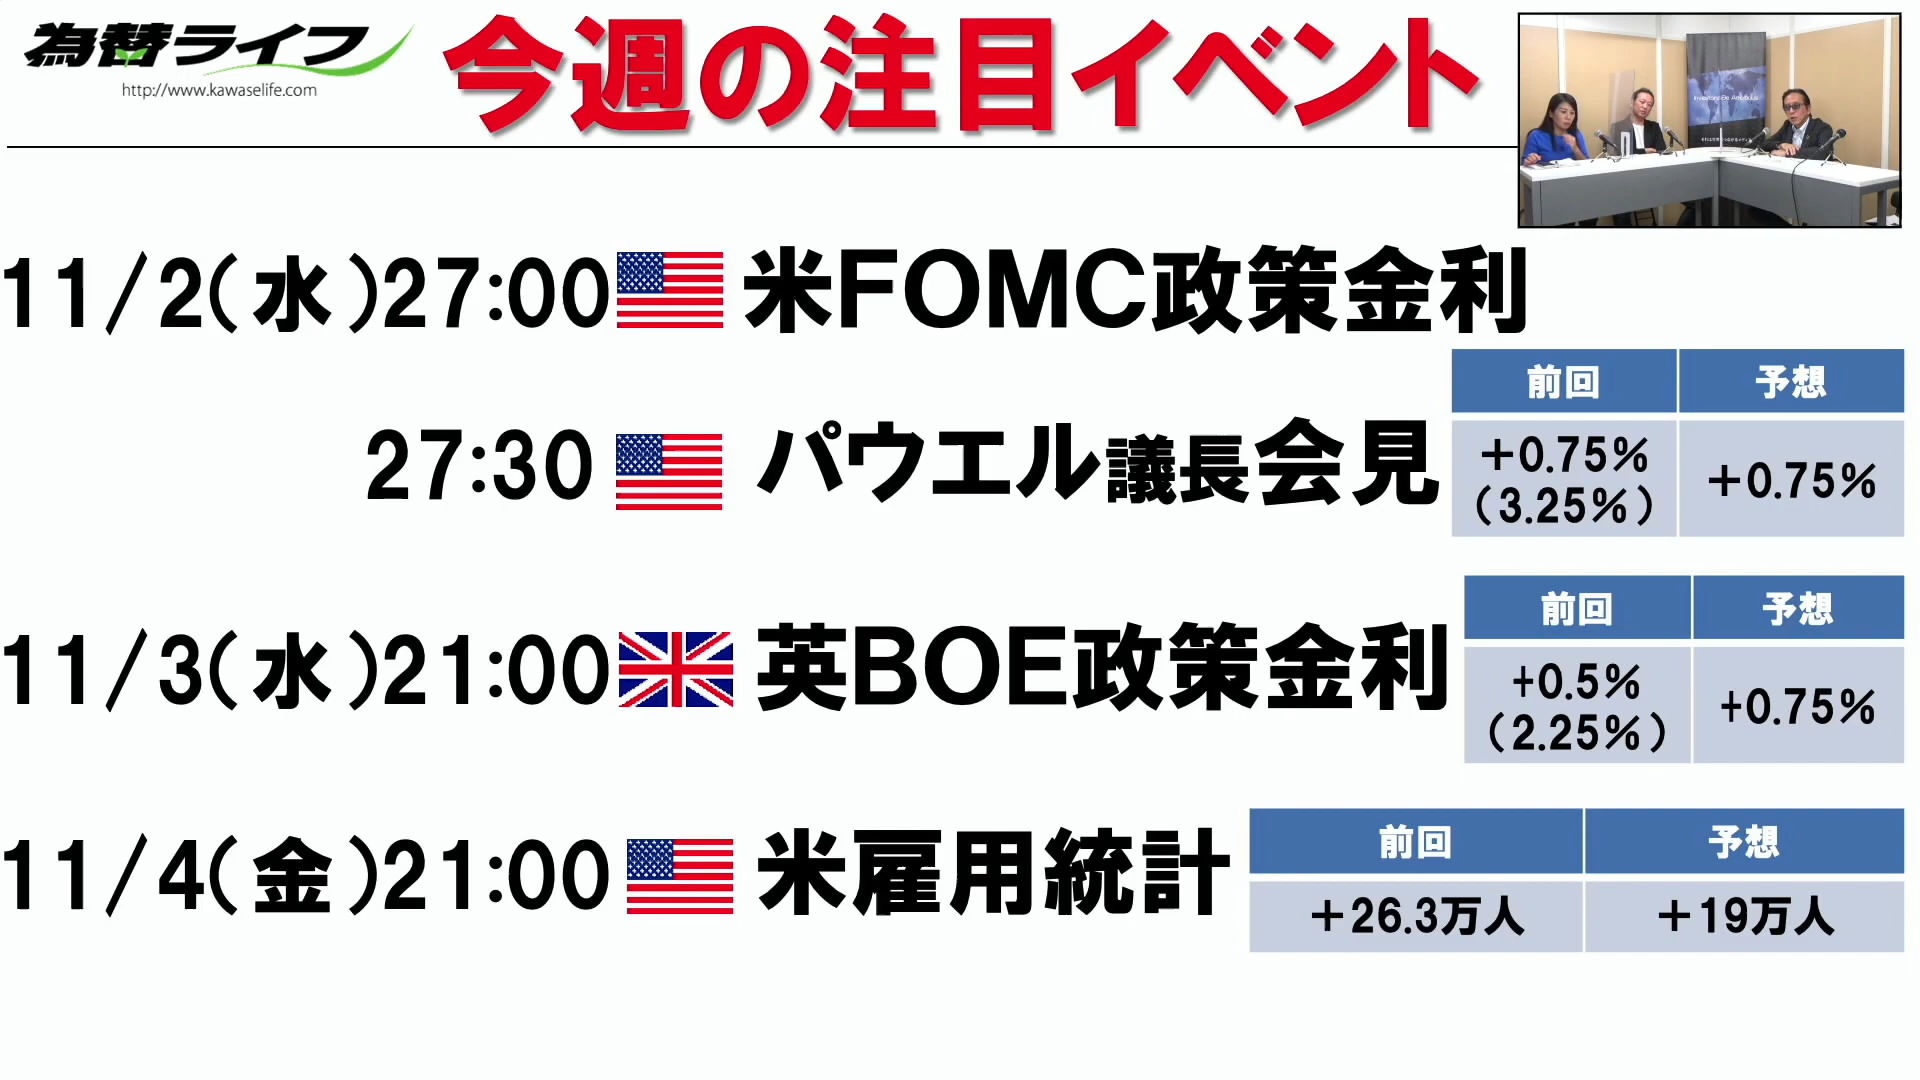 為替ライフ
http://www.kawaselife.com
今週の注目イベント
Investors Be Ambitious
11/2(水)27:00 米FOMC政策金利
前回 予想
27:30 パウエル議長会見
+0.75%
(3.25%)
+0.75%
11/3(水)21:00 英BOE政策金利
前回 予想
+0.5%
(2.25%)
+0.75%
11/4(金)21:00 米雇用統計
前回 予想
+26.3万人 +19万人